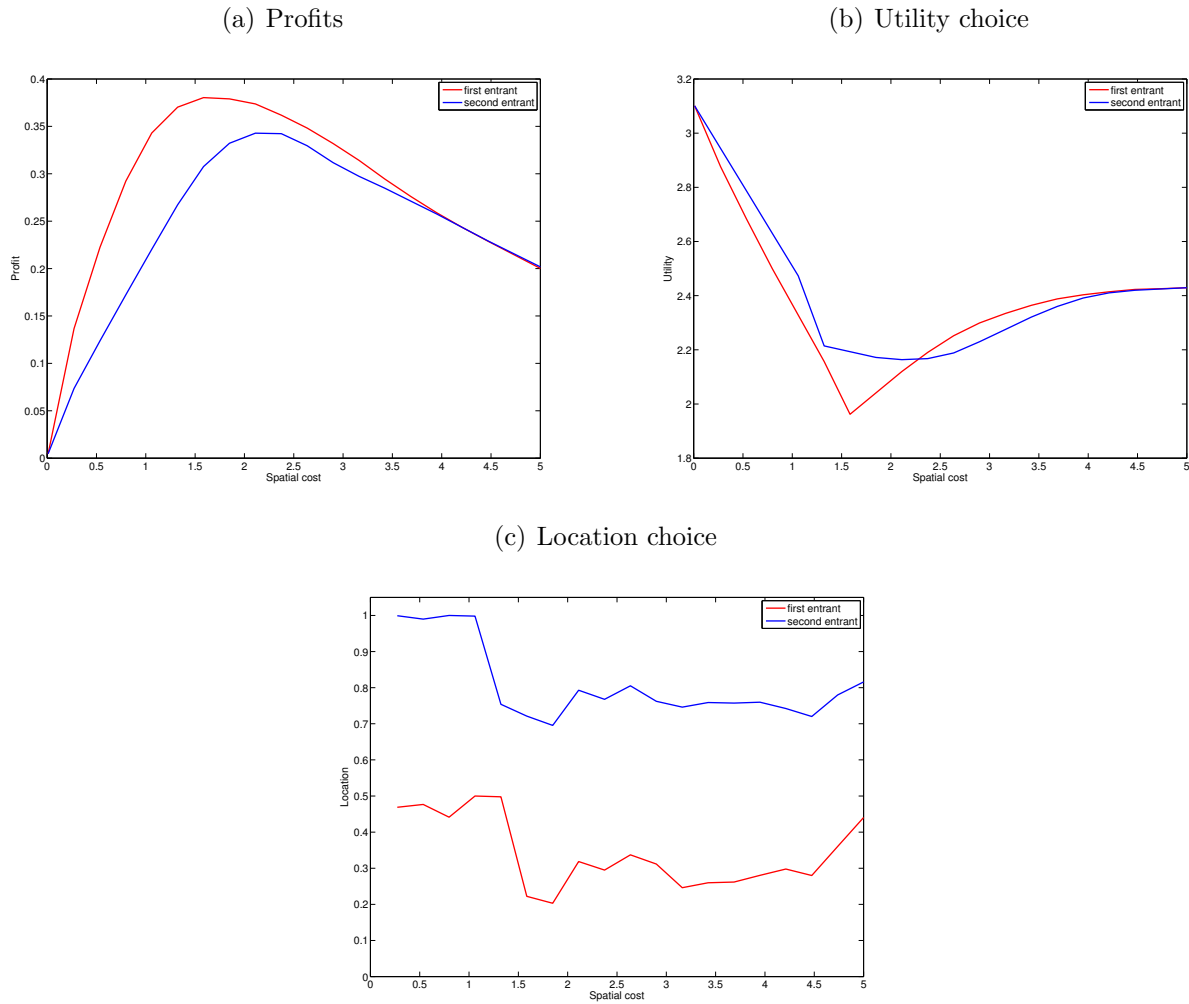 (a) Profits
0.4
0.35
0.3
0.25
0.2
0.15
0.1
0.05
0
Profit
0 0.5 1 1.5 2 2.5 3 3.5 4 4.5 5
Spatial cost
first entrant
second entrant
(b) Utility choice
3.2
3
2.8
2.6
2.4
2.2
2
1.8
Utility
0 0.5 1 1.5 2 2.5 3 3.5 4 4.5 5
Spatial cost
first entrant
second entrant
(c) Location choice
1
0.9
0.8
0.7
0.6
0.5
0.4
0.3
0.2
0.1
0
Location
0 0.5 1 1.5 2 2.5 3 3.5 4 4.5 5
Spatial cost
first entrant
second entrant